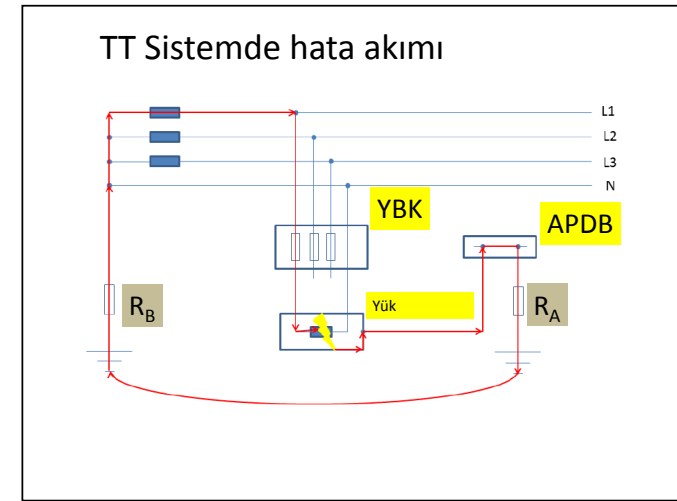 TT Sistemde hata akımı
L1
L2
L3
N
YBK
APDB
Yük
RB
RA